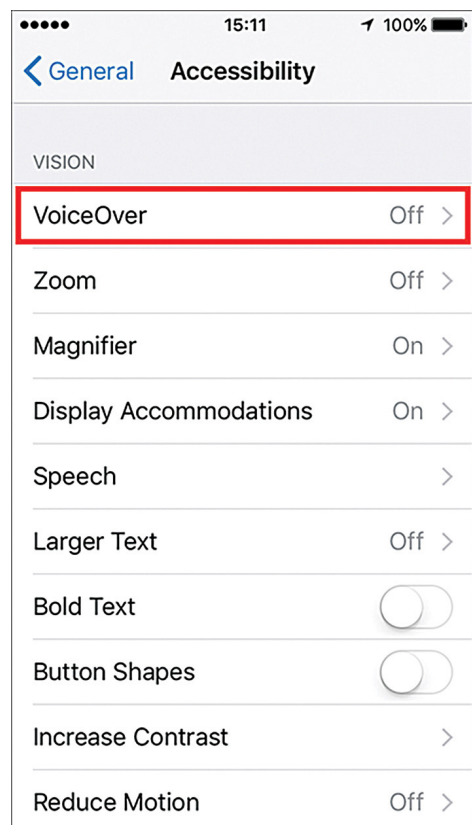 15:11 100%
General Accessibility
VISION
VoiceOver Off
Zoom Off
Magnifier On
Display Accommodations On
Speech
Larger Text Off
Bold Text
Button Shapes
Increase Contrast
Reduce Motion Off